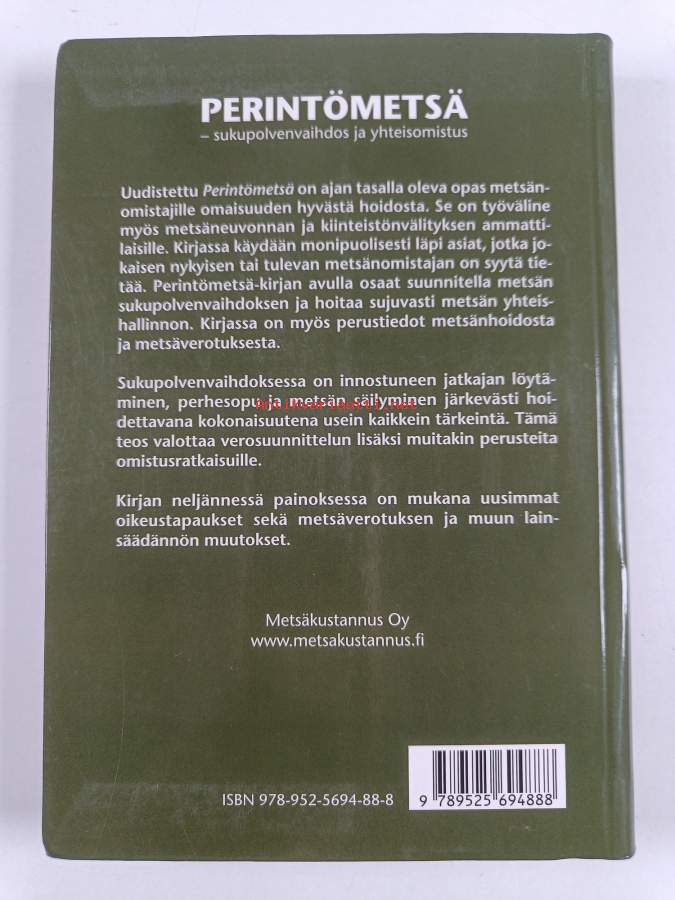 PERINTÖMETSÄ
– sukupolvenvaihdos ja yhteisomistus
Uudistettu Perintömetsä on ajan tasalla oleva opas metsän-
omistajille omaisuuden hyvästä hoidosta. Se on työväline
myös metsäneuvonnan ja kiinteistönvälityksen ammatti-
laisille. Kirjassa käydään monipuolisesti läpi asiat, jotka jo-
kaisen nykyisen tai tulevan metsänomistajan on syytä tie-
tää. Perintömetsä-kirjan avulla osaat suunnitella metsän
sukupolvenvaihdoksen ja hoitaa sujuvasti metsän yhteis-
hallinnon. Kirjassa on myös perustiedot metsänhoidosta
ja metsäverotuksesta.
Sukupolvenvaihdoksessa on innostuneen jatkajan löytä-
minen, perhesopu ja metsän säilyminen järkevästi hoi-
dettavana kokonaisuutena usein kaikkein tärkeintä. Tämä
teos valottaa verosuunnittelun lisäksi muitakin perusteita
omistusratkaisuille.
Kirjan neljännessä painoksessa on mukana uusimmat
oikeustapaukset sekä metsäverotuksen ja muun lain-
säädännön muutokset.
Metsäkustannus Oy
www.metsakustannus.fi
ISBN 978-952-5694-88-8
9 789525 694888